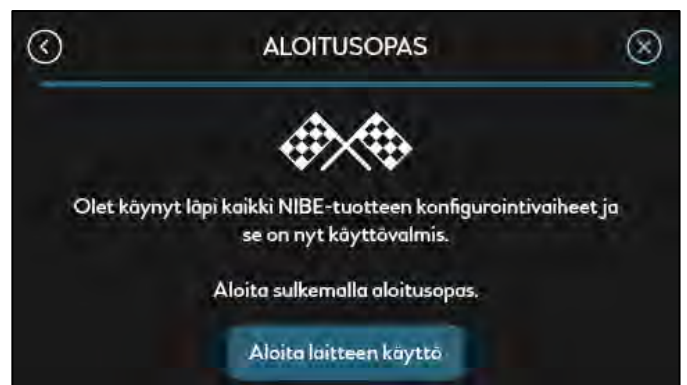 ALOITUSOPAS
Olet käynyt läpi kaikki NIBE-tuotteen konfigurointivaiheet ja
se on nyt käyttövalmis.
Aloita sulkemalla aloitusopas.
Aloita laitteen käyttö